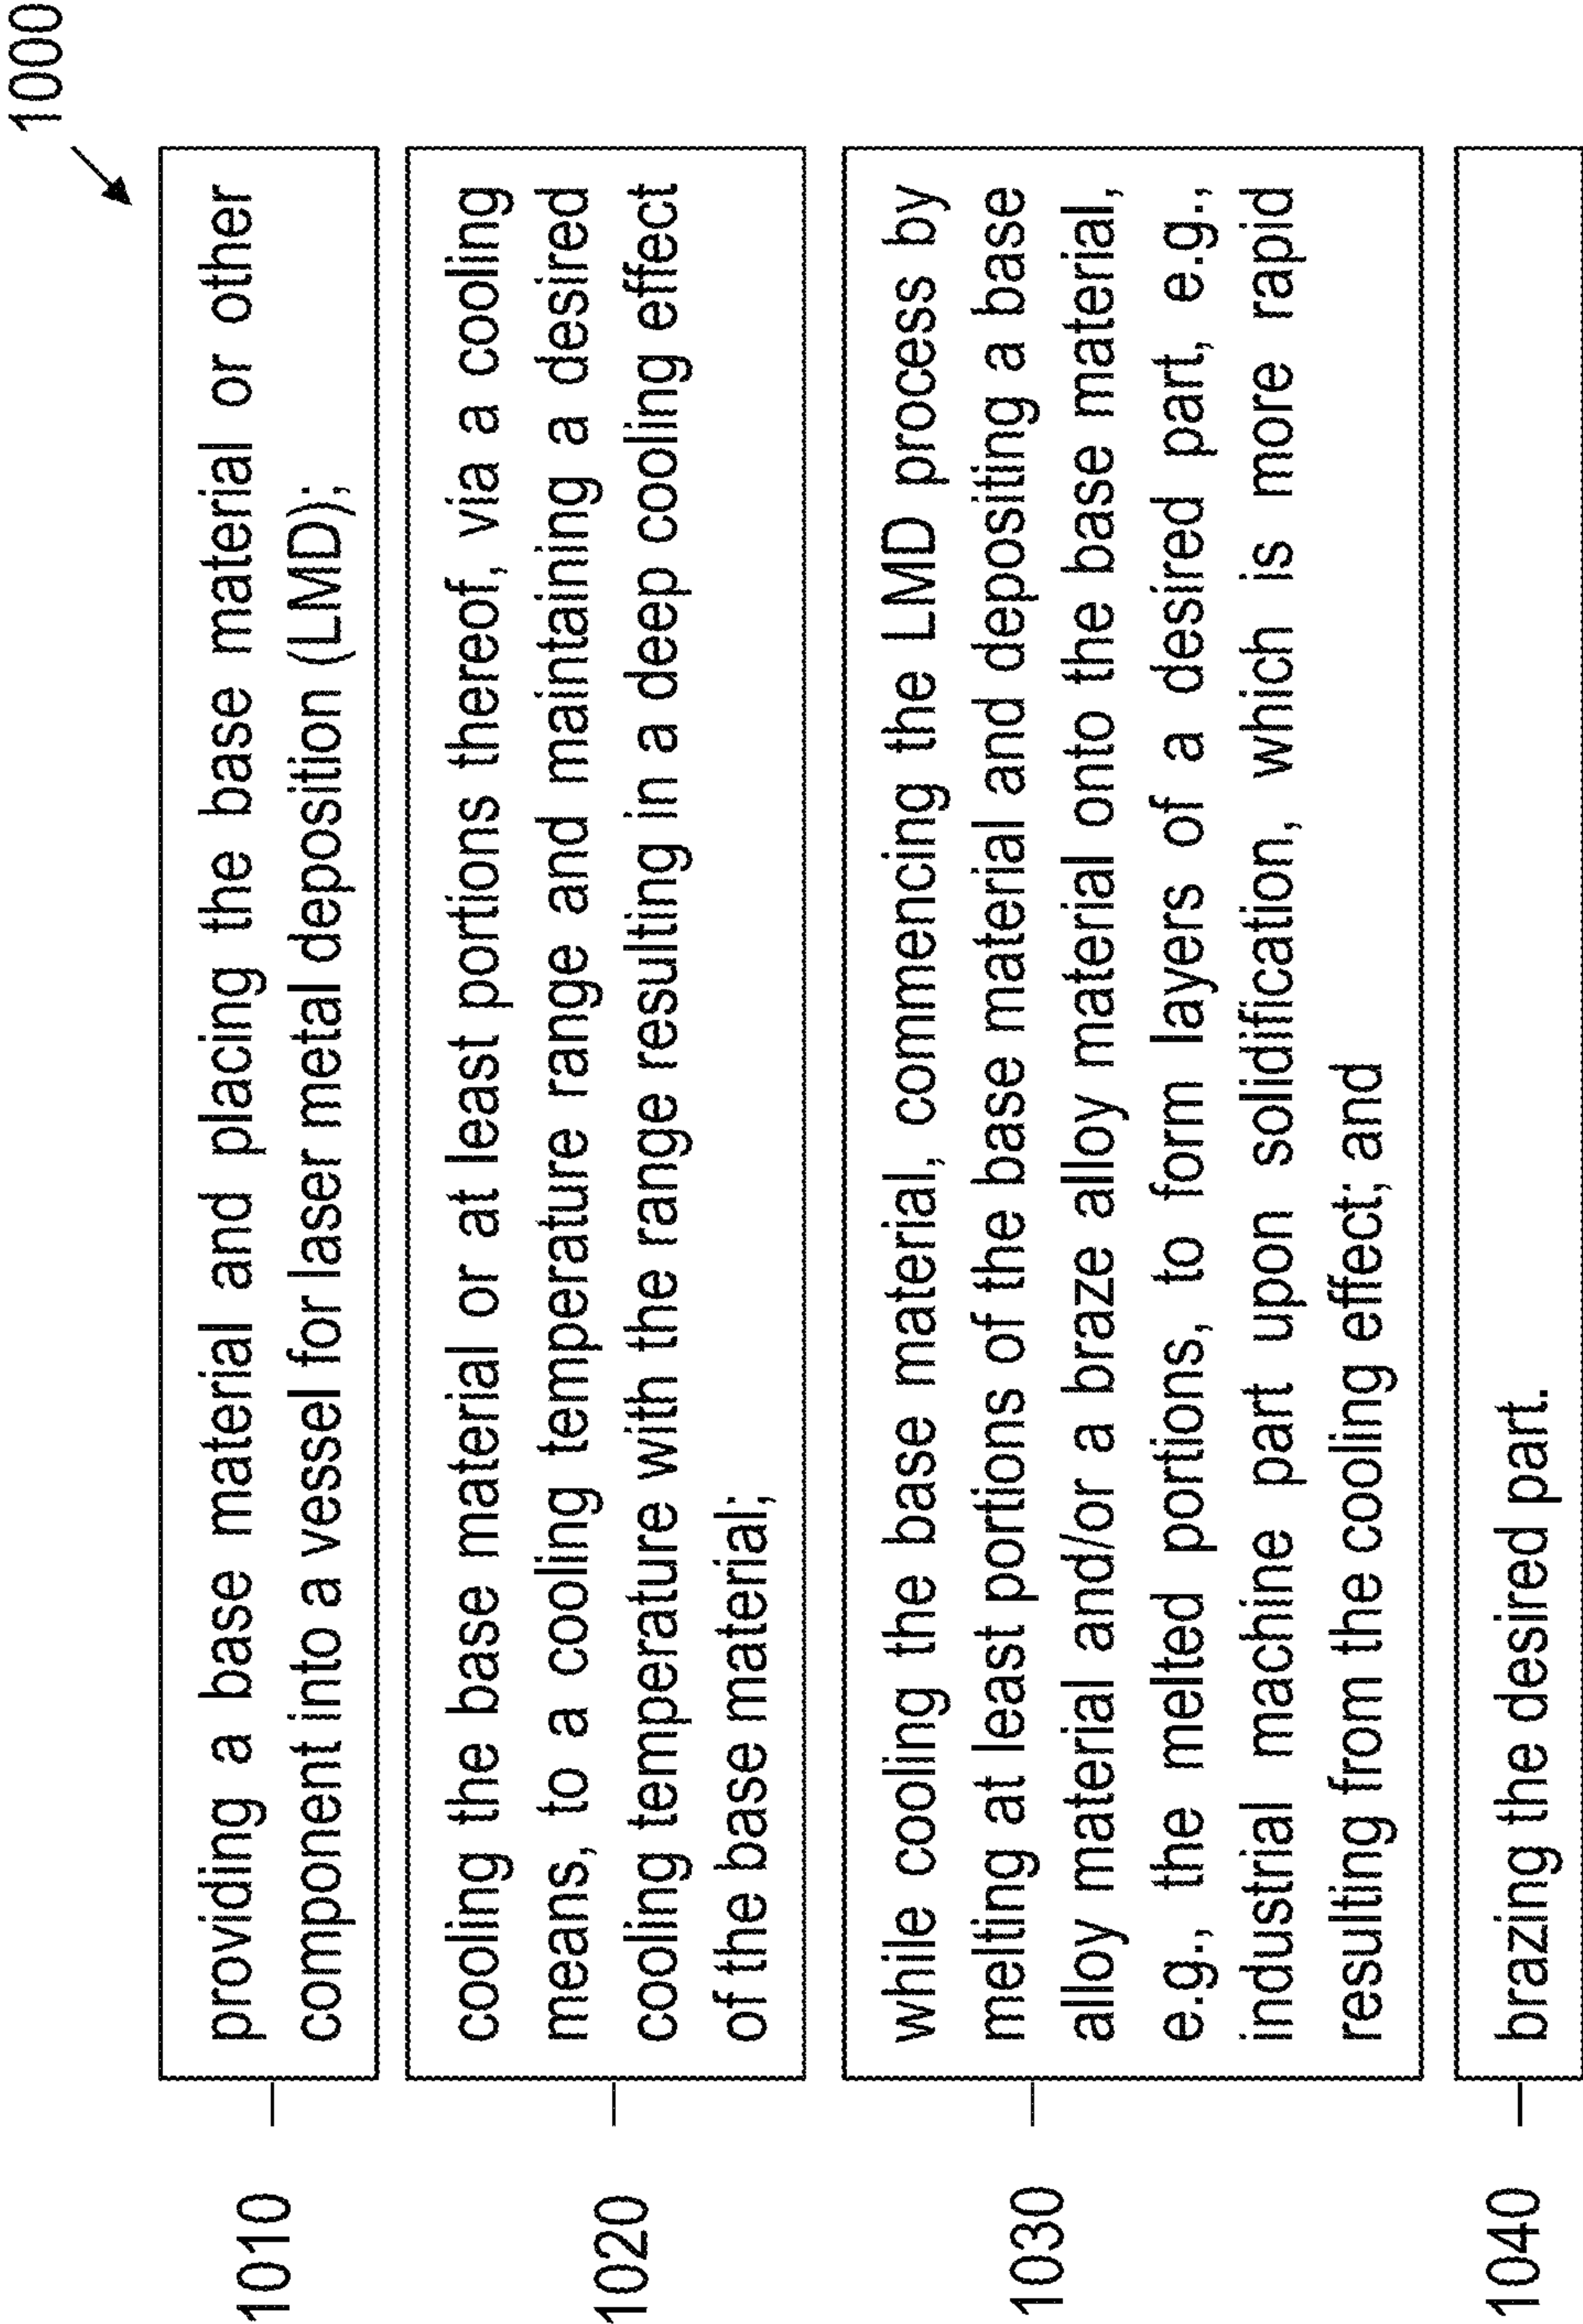 1000
1010
providing a base material and placing the base material or other
component into a vessel for laser metal deposition (LMD);
1020
cooling the base material or at least portions thereof, via a cooling
means, to a cooling temperature range and maintaining a desired
cooling temperature with the range resulting in a deep cooling effect
of the base material;
1030
while cooling the base material, commencing the LMD process by
melting at least portions of the base material and depositing a base
alloy material and/or a braze alloy material onto the base material,
e.g., the melted portions, to form layers of a desired part, e.g.,
industrial machine part upon solidification, which is more rapid
resulting from the cooling effect; and
1040
brazing the desired part.